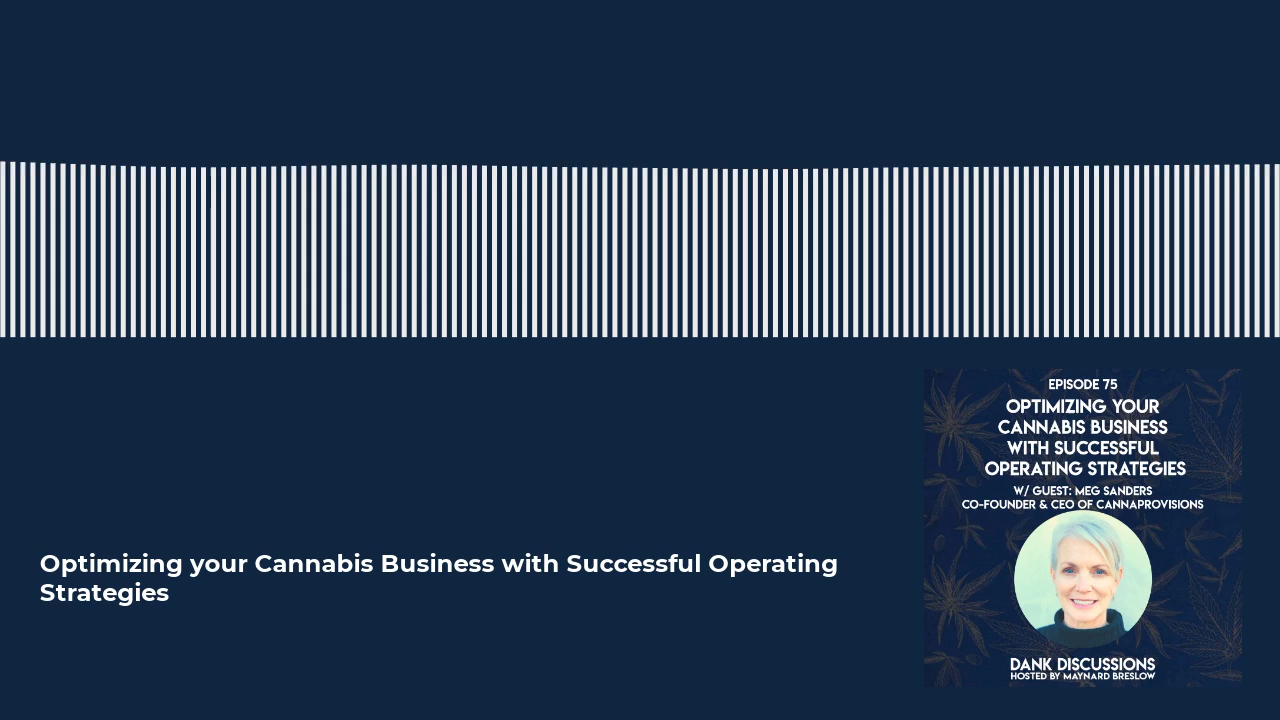 EPISODE 75
OPTIMIZING YOUR
CANNABIS BUSINESS
WITH SUCCESSFUL
OPERATING STRATEGIES
W/ GUEST: MEG SANDERS
CO-FOUNDER & CEO OF CANNAPROVISIONS
Optimizing your Cannabis Business with Successful Operating
Strategies
DANK DISCUSSIONS
HOSTED BY MAYNARD BRESLOW